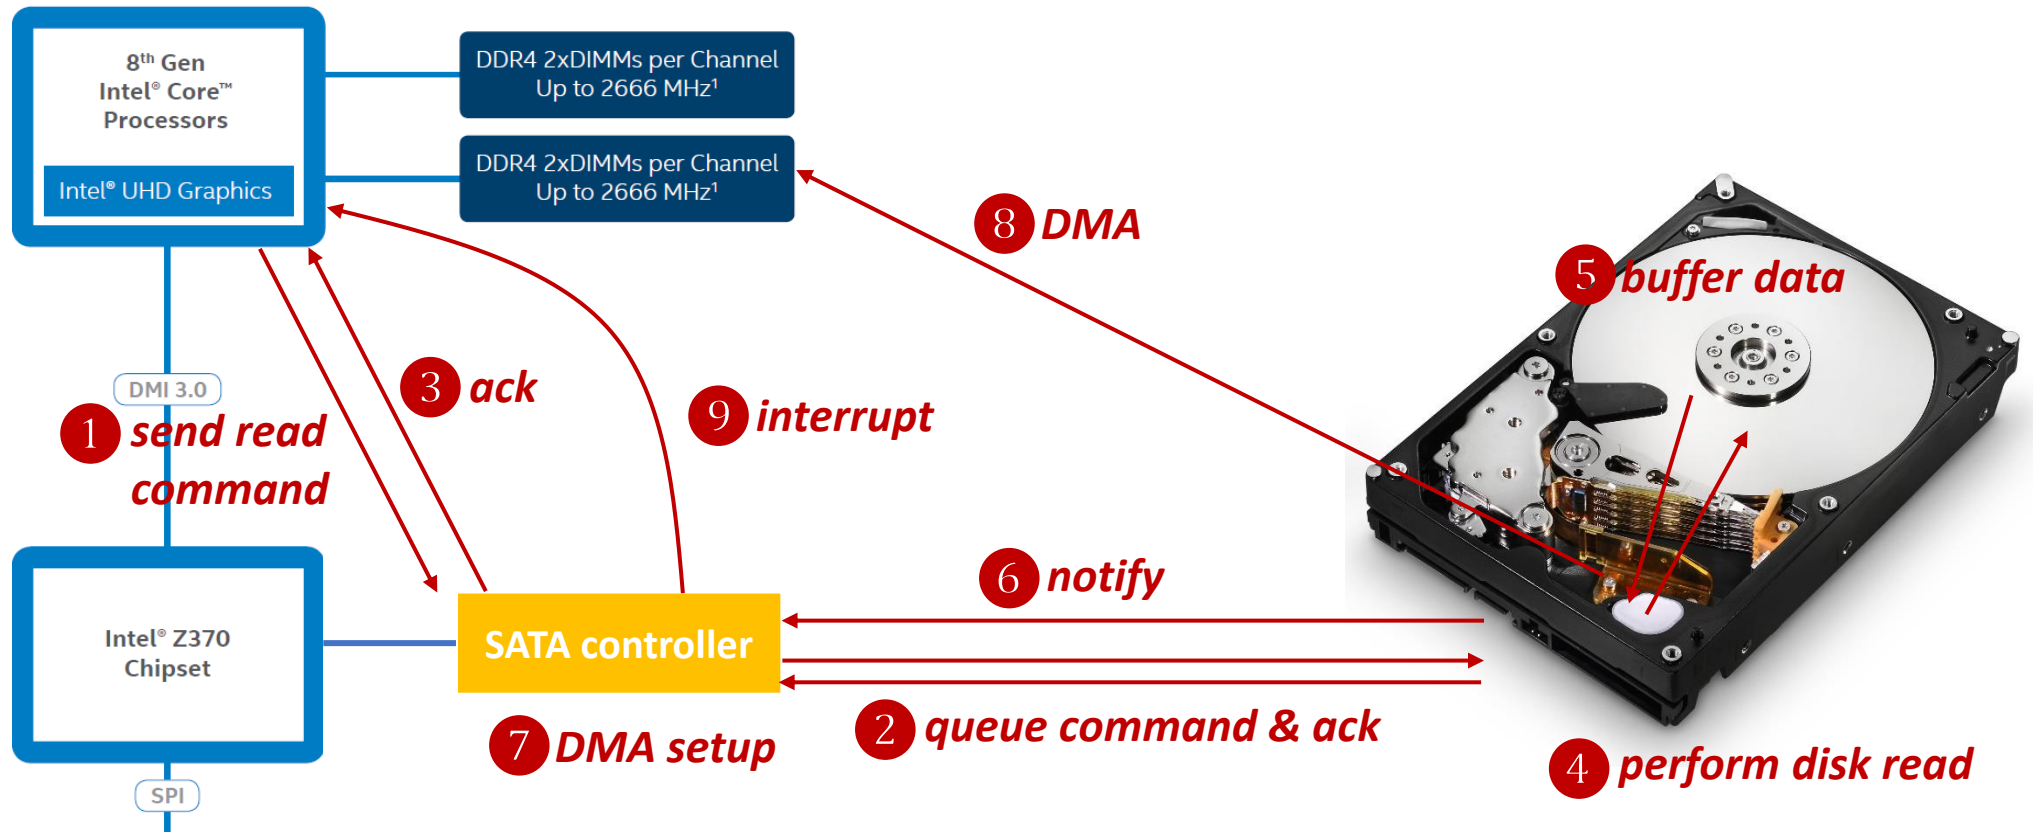 8th Gen
Intel® Core™
Processors
Intel® UHD Graphics
DDR4 2xDIMMs per Channel
Up to 2666 MHz¹
DDR4 2xDIMMs per Channel
Up to 2666 MHz¹
8 DMA
5 buffer data
DMI 3.0
3 ack
9 interrupt
1 send read
command
6 notify
Intel® Z370
Chipset
SATA controller
7 DMA setup
2 queue command & ack
4 perform disk read
SPI